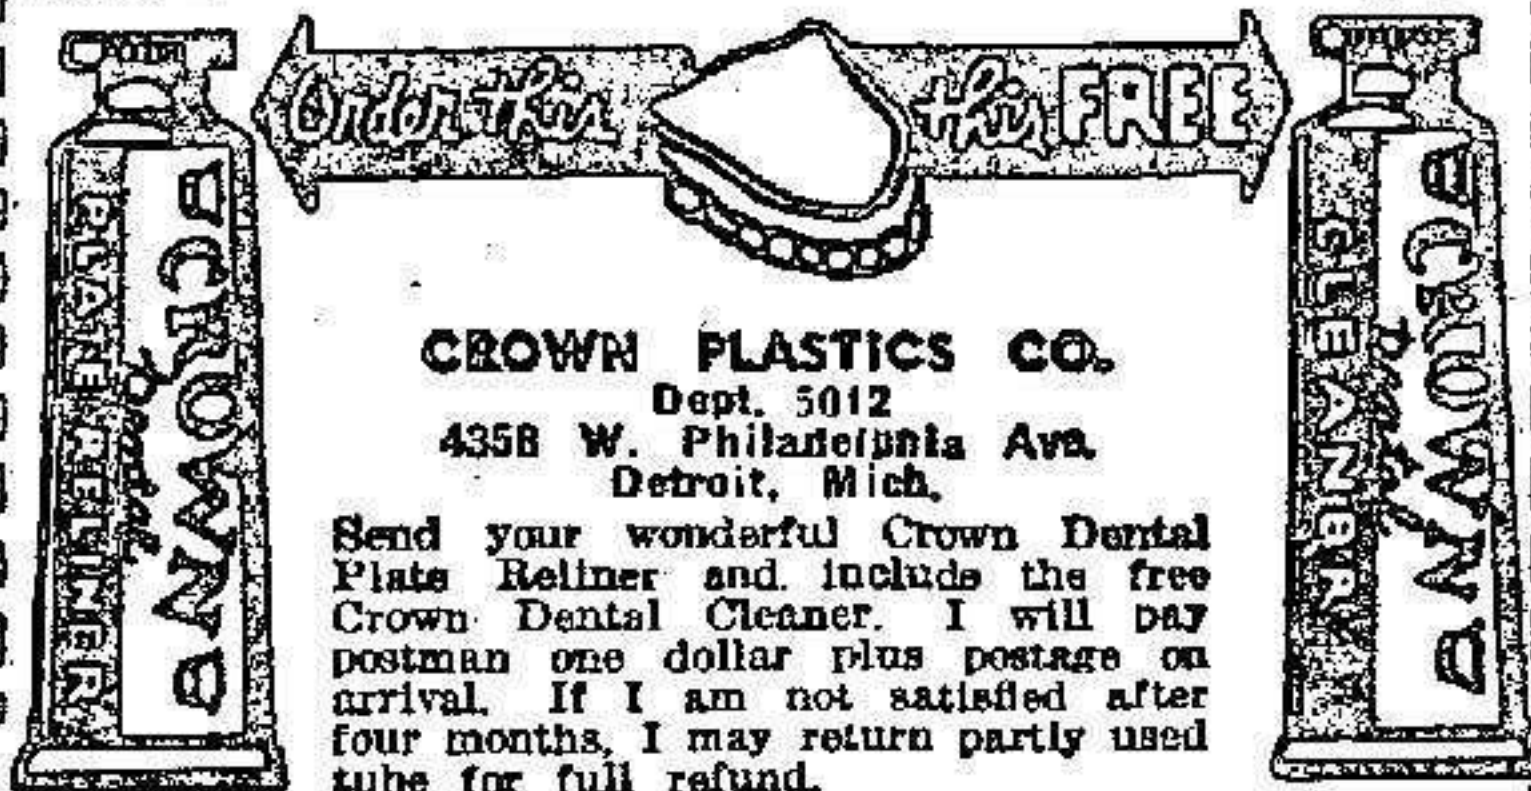 Order this
this FREE
CROWN
Dental
PLATE RELINER
CROWN
Dental
CLEANER
CROWN PLASTICS CO.
Dept. 5012
4358 W. Philadelphia Ave.
Detroit, Mich.
Send your wonderful Crown Dental
Plate Reliner and include the free
Crown Dental Cleaner. I will pay
postman one dollar plus postage on
arrival. If I am not satisfied after
four months, I may return partly used
tube for full refund.